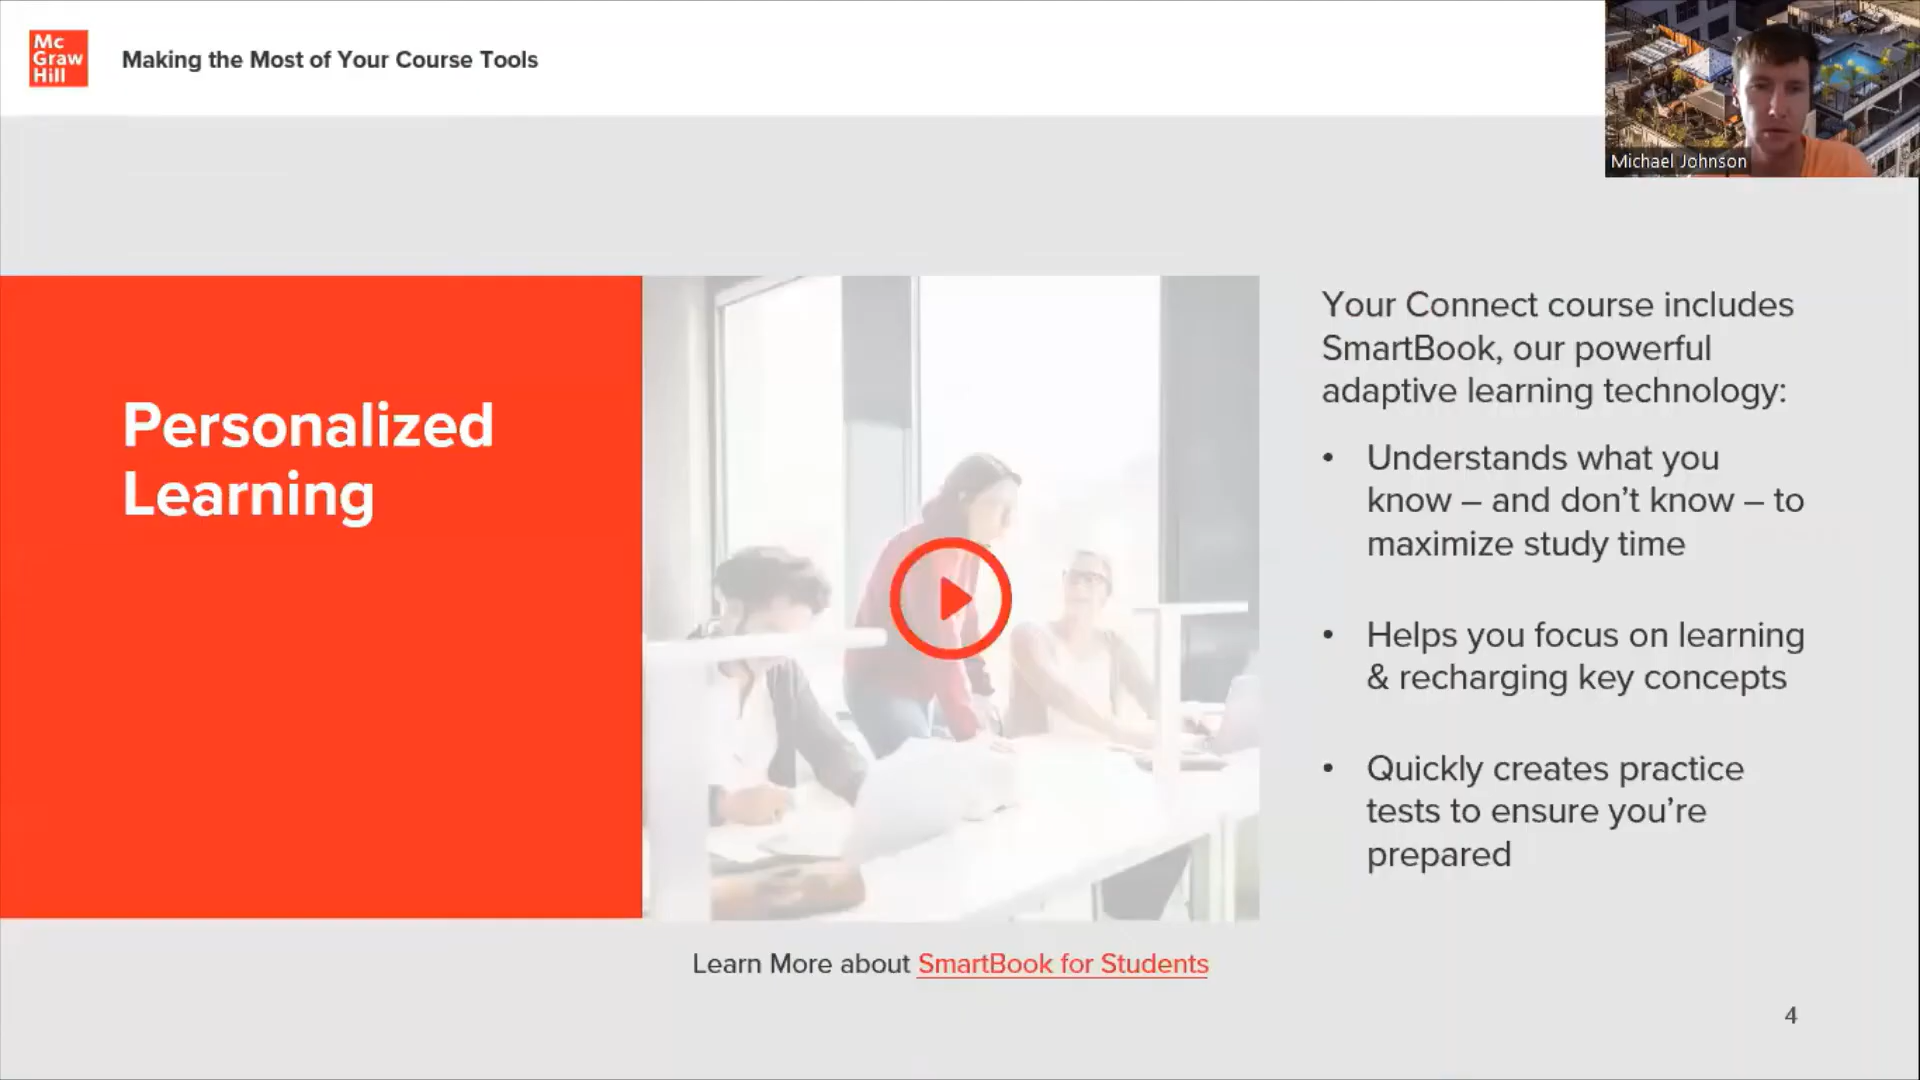 Mc
Graw
Hill
Making the Most of Your Course Tools
Michael Johnson
Personalized
Learning
Your Connect course includes
SmartBook, our powerful
adaptive learning technology:
• Understands what you
know – and don't know – to
maximize study time
• Helps you focus on learning
& recharging key concepts
• Quickly creates practice
tests to ensure you're
prepared
Learn More about SmartBook for Students
4